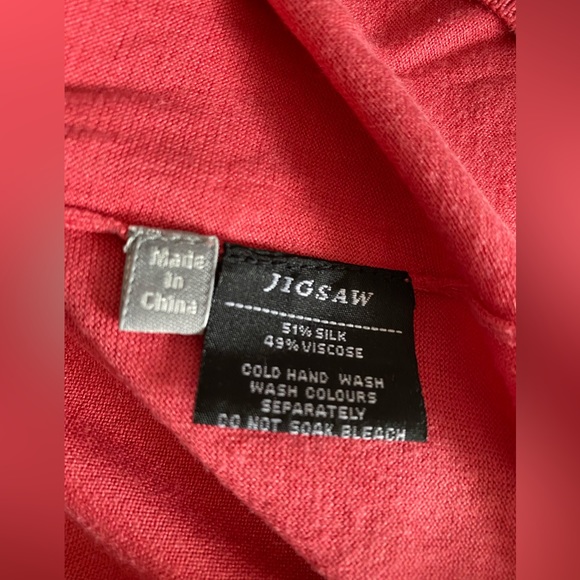 Made
in
China
JIGSAW
51% SILK
49% VISCOSE
COLD HAND WASH
WASH COLOURS
SEPARATELY
DO NOT SOAK.BLEACH